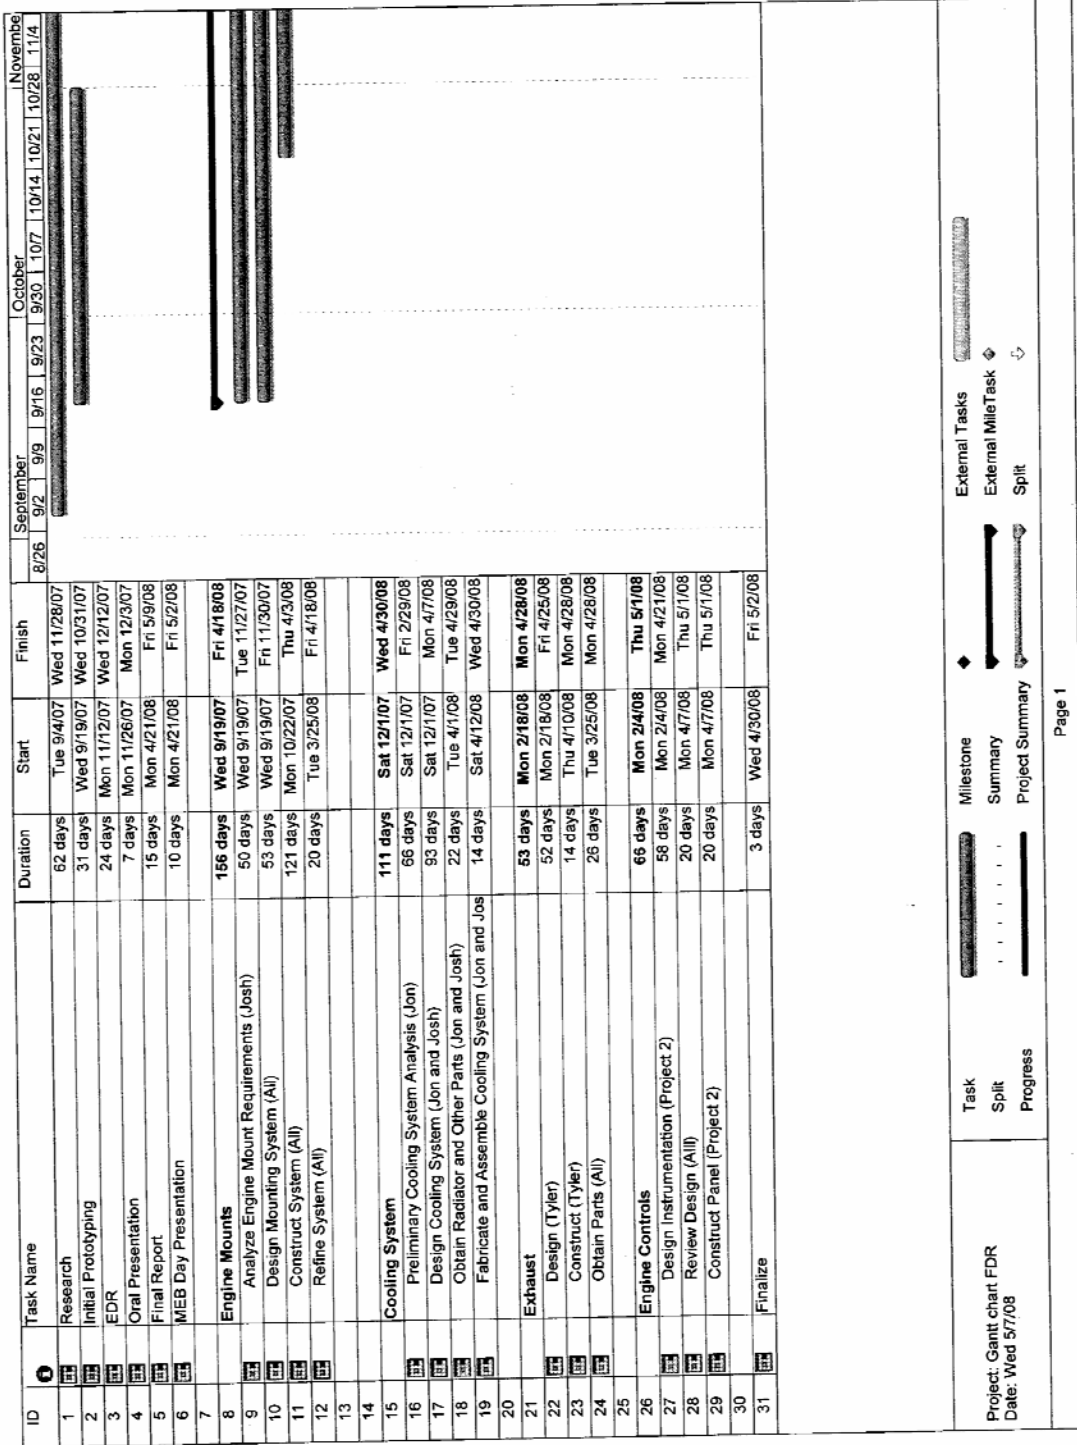 ID Task Name Duration Start Finish
September October Novembe
8/26 9/2 9/9 9/16 9/23 9/30 10/7 10/14 10/21 10/28 11/4
1 Research 62 days Tue 9/4/07 Wed 11/28/07
2 Initial Prototyping 31 days Wed 9/19/07 Wed 10/31/07
3 EDR 24 days Mon 11/12/07 Wed 12/12/07
4 Oral Presentation 7 days Mon 11/26/07 Mon 12/3/07
5 Final Report 15 days Mon 4/21/08 Fri 5/9/08
6 MEB Day Presentation 10 days Mon 4/21/08 Fri 5/2/08
7
8 Engine Mounts 156 days Wed 9/19/07 Fri 4/18/08
9 Analyze Engine Mount Requirements (Josh) 50 days Wed 9/19/07 Tue 11/27/07
10 Design Mounting System (All) 53 days Wed 9/19/07 Fri 11/30/07
11 Construct System (All) 121 days Mon 10/22/07 Thu 4/3/08
12 Refine System (All) 20 days Tue 3/25/08 Fri 4/18/08
13
14
15 Cooling System 111 days Sat 12/1/07 Wed 4/30/08
16 Preliminary Cooling System Analysis (Jon) 66 days Sat 12/1/07 Fri 2/29/08
17 Design Cooling System (Jon and Josh) 93 days Sat 12/1/07 Mon 4/7/08
18 Obtain Radiator and Other Parts (Jon and Josh) 22 days Tue 4/1/08 Tue 4/29/08
19 Fabricate and Assemble Cooling System (Jon and Jos 14 days Sat 4/12/08 Wed 4/30/08
20
21 Exhaust 53 days Mon 2/18/08 Mon 4/28/08
22 Design (Tyler) 52 days Mon 2/18/08 Fri 4/25/08
23 Construct (Tyler) 14 days Thu 4/10/08 Mon 4/28/08
24 Obtain Parts (All) 26 days Tue 3/25/08 Mon 4/28/08
25
26 Engine Controls 66 days Mon 2/4/08 Thu 5/1/08
27 Design Instrumentation (Project 2) 58 days Mon 2/4/08 Mon 4/21/08
28 Review Design (Alll) 20 days Mon 4/7/08 Thu 5/1/08
29 Construct Panel (Project 2) 20 days Mon 4/7/08 Thu 5/1/08
30
31 Finalize 3 days Wed 4/30/08 Fri 5/2/08
Project: Gantt chart FDR
Date: Wed 5/7/08
Task Milestone External Tasks
Split Summary External MileTask
Progress Project Summary Split
Page 1